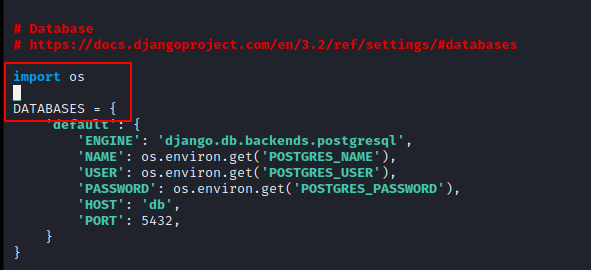 # Database
# https://docs.djangoproject.com/en/3.2/ref/settings/#databases
import os
DATABASES = {
'default': {
'ENGINE': 'django.db.backends.postgresql',
'NAME': os.environ.get('POSTGRES_NAME'),
'USER': os.environ.get('POSTGRES_USER'),
'PASSWORD': os.environ.get('POSTGRES_PASSWORD'),
'HOST': 'db',
'PORT': 5432,
}
}